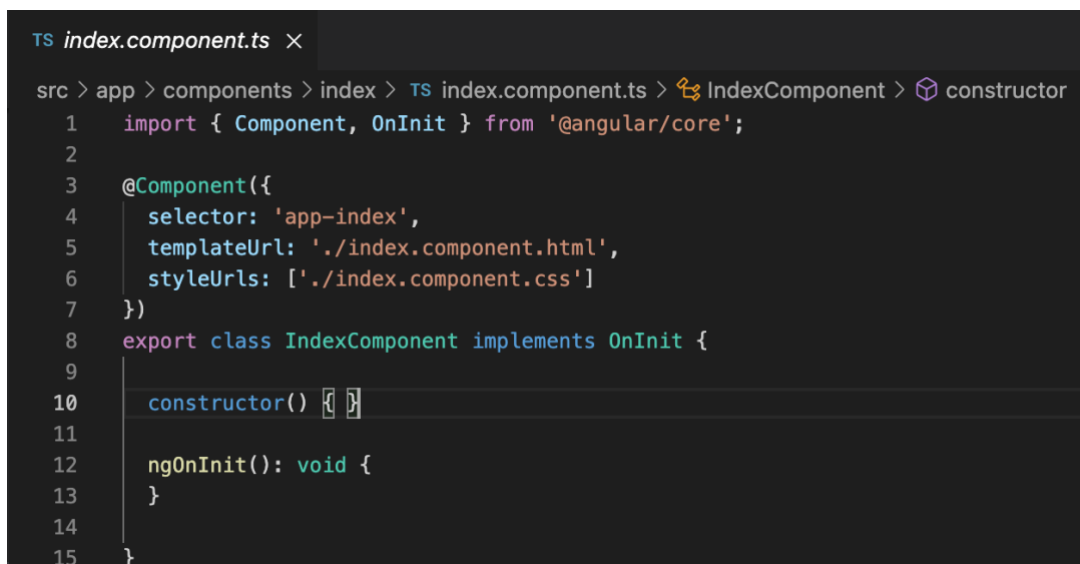 TS index.component.ts ×
src > app > components > index > TS index.component.ts > IndexComponent > constructor
1 import { Component, OnInit } from '@angular/core';
2
3 @Component({
4 selector: 'app-index',
5 templateUrl: './index.component.html',
6 styleUrls: ['./index.component.css']
7 })
8 export class IndexComponent implements OnInit {
9
10 constructor() { }
11
12 ngOnInit(): void {
13 }
14
15 }